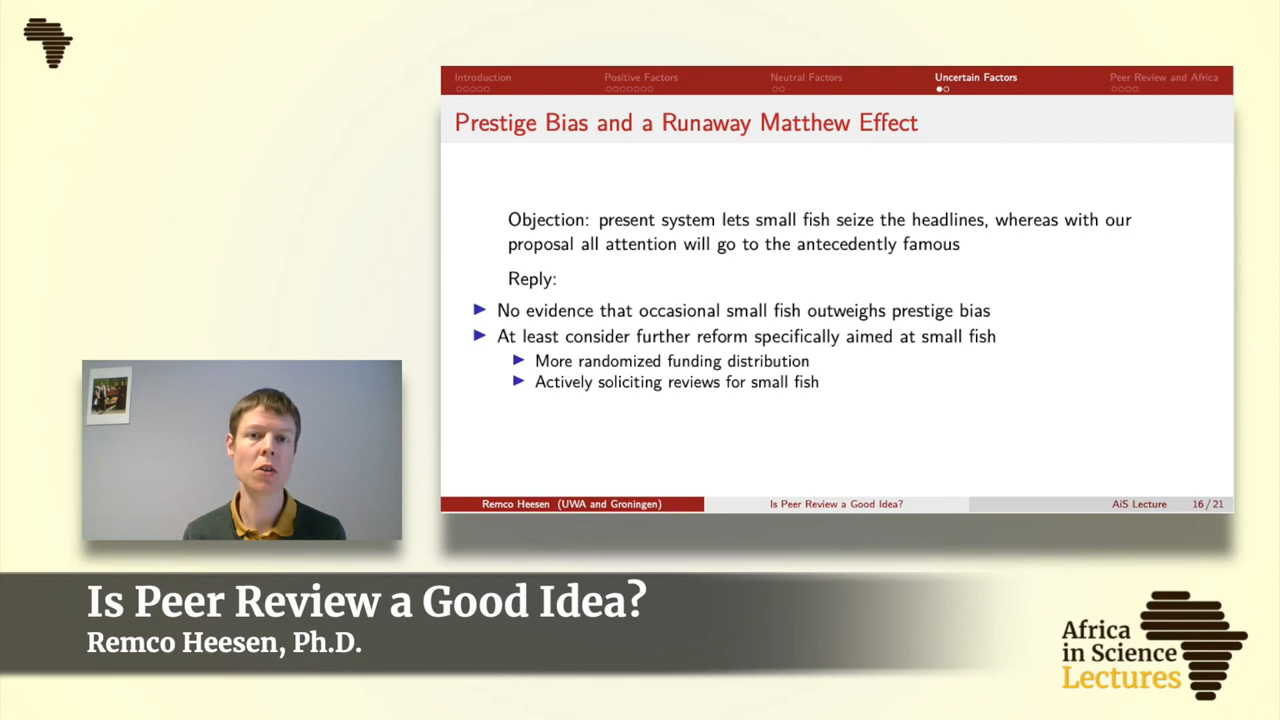 Introduction
Positive Factors
Neutral Factors
Uncertain Factors
Peer Review and Africa
Prestige Bias and a Runaway Matthew Effect
Objection: present system lets small fish seize the headlines, whereas with our
proposal all attention will go to the antecedently famous
Reply:
No evidence that occasional small fish outweighs prestige bias
At least consider further reform specifically aimed at small fish
More randomized funding distribution
Actively soliciting reviews for small fish
Remco Heesen (UWA and Groningen)
Is Peer Review a Good Idea?
AiS Lecture
16 / 21
Is Peer Review a Good Idea?
Remco Heesen, Ph.D.
Africa
in Science
Lectures